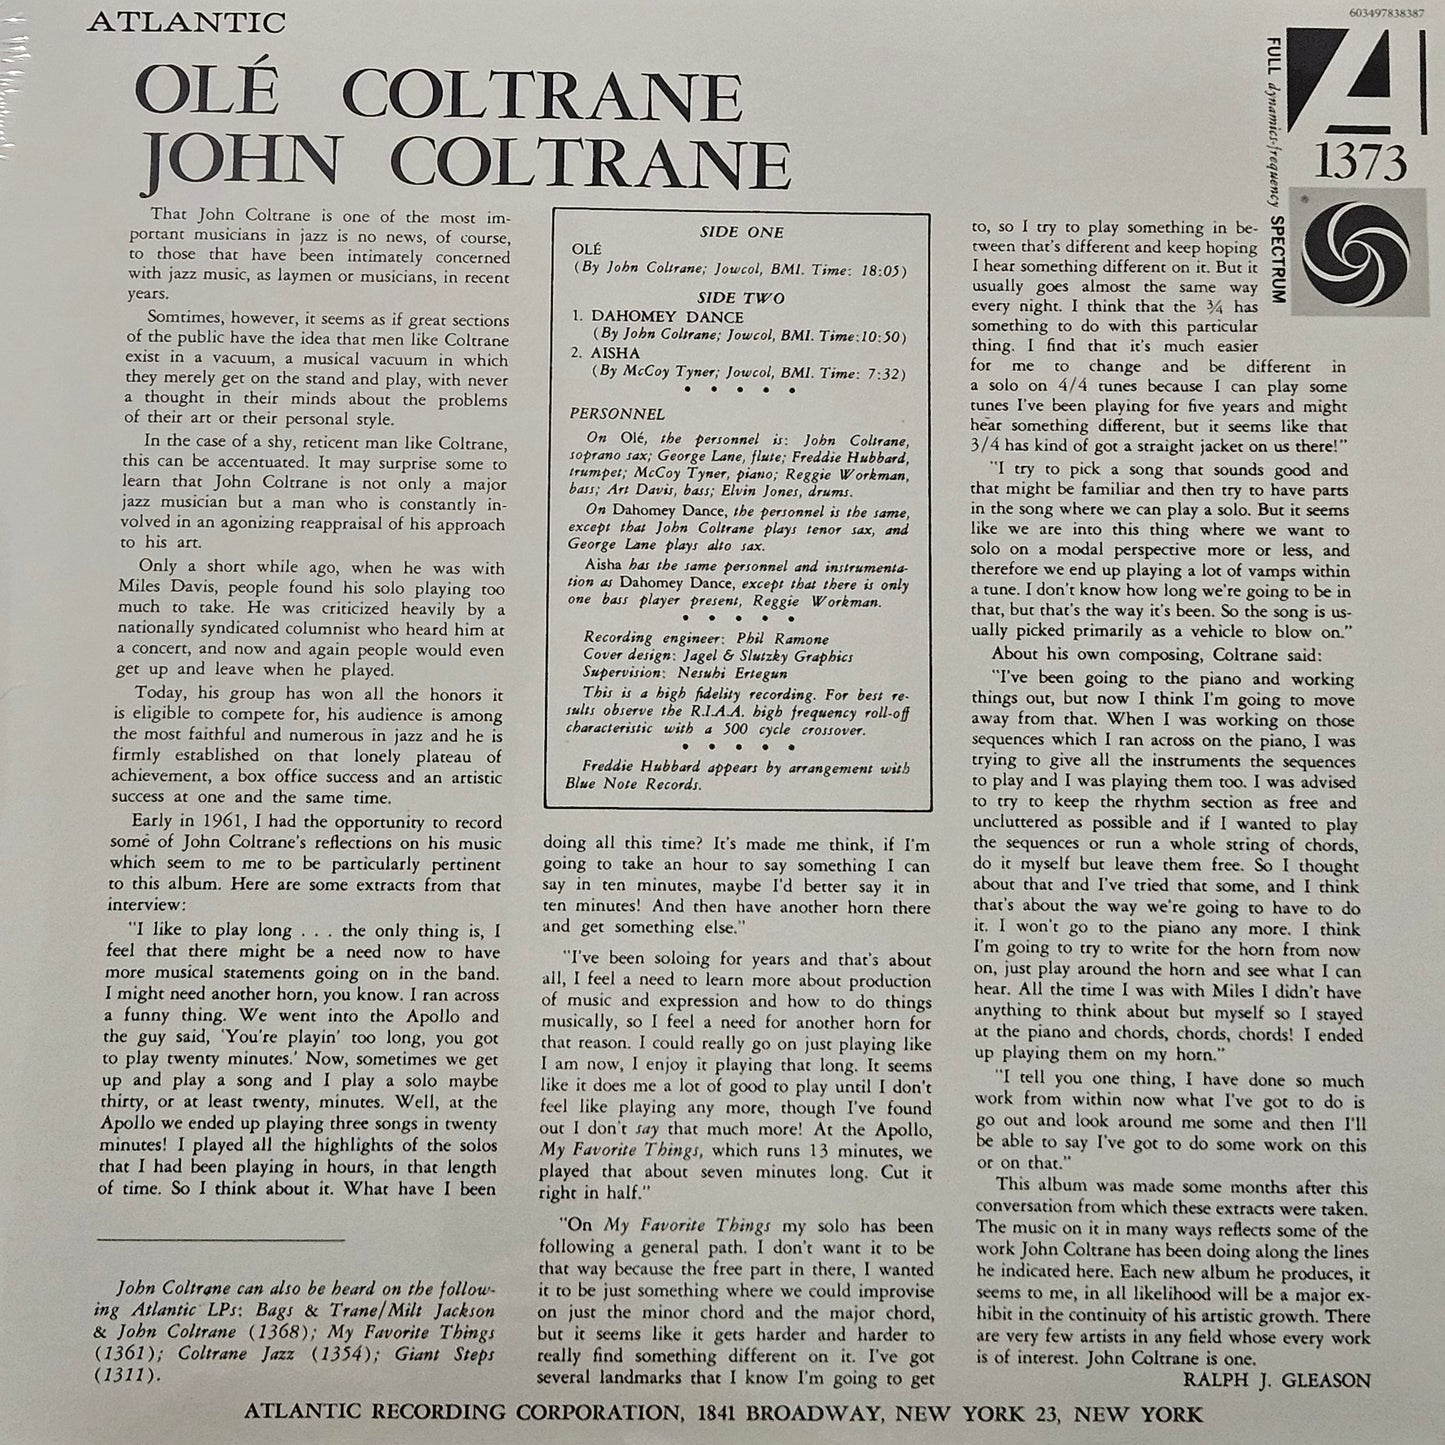 603497838387
ATLANTIC
OLÉ COLTRANE
JOHN COLTRANE
FULL dynamics-frequency SPECTRUM
A
1373
®
That John Coltrane is one of the most im-
portant musicians in jazz is no news, of course,
to those that have been intimately concerned
with jazz music, as laymen or musicians, in recent
years.
Somtimes, however, it seems as if great sections
of the public have the idea that men like Coltrane
exist in a vacuum, a musical vacuum in which
they merely get on the stand and play, with never
a thought in their minds about the problems
of their art or their personal style.
In the case of a shy, reticent man like Coltrane,
this can be accentuated. It may surprise some to
learn that John Coltrane is not only a major
jazz musician but a man who is constantly in-
volved in an agonizing reappraisal of his approach
to his art.
Only a short while ago, when he was with
Miles Davis, people found his solo playing too
much to take. He was criticized heavily by a
nationally syndicated columnist who heard him at
a concert, and now and again people would even
get up and leave when he played.
Today, his group has won all the honors it
is eligible to compete for, his audience is among
the most faithful and numerous in jazz and he is
firmly established on that lonely plateau of
achievement, a box office success and an artistic
success at one and the same time.
Early in 1961, I had the opportunity to record
some of John Coltrane's reflections on his music
which seem to me to be particularly pertinent
to this album. Here are some extracts from that
interview:
"I like to play long . . . the only thing is, I
feel that there might be a need now to have
more musical statements going on in the band.
I might need another horn, you know. I ran across
a funny thing. We went into the Apollo and
the guy said, 'You're playin' too long, you got
to play twenty minutes.' Now, sometimes we get
up and play a song and I play a solo maybe
thirty, or at least twenty, minutes. Well, at the
Apollo we ended up playing three songs in twenty
minutes! I played all the highlights of the solos
that I had been playing in hours, in that length
of time. So I think about it. What have I been
John Coltrane can also be heard on the follow-
ing Atlantic LPs: Bags & Trane/Milt Jackson
& John Coltrane (1368); My Favorite Things
(1361); Coltrane Jazz (1354); Giant Steps
(1311).
SIDE ONE
OLÉ
(By John Coltrane; Jowcol, BMI. Time: 18:05)
SIDE TWO
1. DAHOMEY DANCE
(By John Coltrane; Jowcol, BMI. Time:10:50)
2. AISHA
(By McCoy Tyner; Jowcol, BMI. Time: 7:32)
• • • • •
PERSONNEL
On Olé, the personnel is: John Coltrane,
soprano sax; George Lane, flute; Freddie Hubbard,
trumpet; McCoy Tyner, piano; Reggie Workman,
bass; Art Davis, bass; Elvin Jones, drums.
On Dahomey Dance, the personnel is the same,
except that John Coltrane plays tenor sax, and
George Lane plays alto sax.
Aisha has the same personnel and instrumenta-
tion as Dahomey Dance, except that there is only
one bass player present, Reggie Workman.
• • • • •
Recording engineer: Phil Ramone
Cover design: Jagel & Slutzky Graphics
Supervision: Nesuhi Ertegun
This is a high fidelity recording. For best re-
sults observe the R.I.A.A. high frequency roll-off
characteristic with a 500 cycle crossover.
• • • • •
Freddie Hubbard appears by arrangement with
Blue Note Records.
doing all this time? It's made me think, if I'm
going to take an hour to say something I can
say in ten minutes, maybe I'd better say it in
ten minutes! And then have another horn there
and get something else."
"I've been soloing for years and that's about
all, I feel a need to learn more about production
of music and expression and how to do things
musically, so I feel a need for another horn for
that reason. I could really go on just playing like
I am now, I enjoy it playing that long. It seems
like it does me a lot of good to play until I don't
feel like playing any more, though I've found
out I don't say that much more! At the Apollo,
My Favorite Things, which runs 13 minutes, we
played that about seven minutes long. Cut it
right in half."
"On My Favorite Things my solo has been
following a general path. I don't want it to be
that way because the free part in there, I wanted
it to be just something where we could improvise
on just the minor chord and the major chord,
but it seems like it gets harder and harder to
really find something different on it. I've got
several landmarks that I know I'm going to get
to, so I try to play something in be-
tween that's different and keep hoping
I hear something different on it. But it
usually goes almost the same way
every night. I think that the ¾ has
something to do with this particular
thing. I find that it's much easier
for me to change and be different in
a solo on 4/4 tunes because I can play some
tunes I've been playing for five years and might
hear something different, but it seems like that
3/4 has kind of got a straight jacket on us there!"
"I try to pick a song that sounds good and
that might be familiar and then try to have parts
in the song where we can play a solo. But it seems
like we are into this thing where we want to
solo on a modal perspective more or less, and
therefore we end up playing a lot of vamps within
a tune. I don't know how long we're going to be in
that, but that's the way it's been. So the song is us-
ually picked primarily as a vehicle to blow on."
About his own composing, Coltrane said:
"I've been going to the piano and working
things out, but now I think I'm going to move
away from that. When I was working on those
sequences which I ran across on the piano, I was
trying to give all the instruments the sequences
to play and I was playing them too. I was advised
to try to keep the rhythm section as free and
uncluttered as possible and if I wanted to play
the sequences or run a whole string of chords,
do it myself but leave them free. So I thought
about that and I've tried that some, and I think
that's about the way we're going to have to do
it. I won't go to the piano any more. I think
I'm going to try to write for the horn from now
on, just play around the horn and see what I can
hear. All the time I was with Miles I didn't have
anything to think about but myself so I stayed
at the piano and chords, chords, chords! I ended
up playing them on my horn."
"I tell you one thing, I have done so much
work from within now what I've got to do is
go out and look around me some and then I'll
be able to say I've got to do some work on this
or on that."
This album was made some months after this
conversation from which these extracts were taken.
The music on it in many ways reflects some of the
work John Coltrane has been doing along the lines
he indicated here. Each new album he produces, it
seems to me, in all likelihood will be a major ex-
hibit in the continuity of his artistic growth. There
are very few artists in any field whose every work
is of interest. John Coltrane is one.
RALPH J. GLEASON
ATLANTIC RECORDING CORPORATION, 1841 BROADWAY, NEW YORK 23, NEW YORK